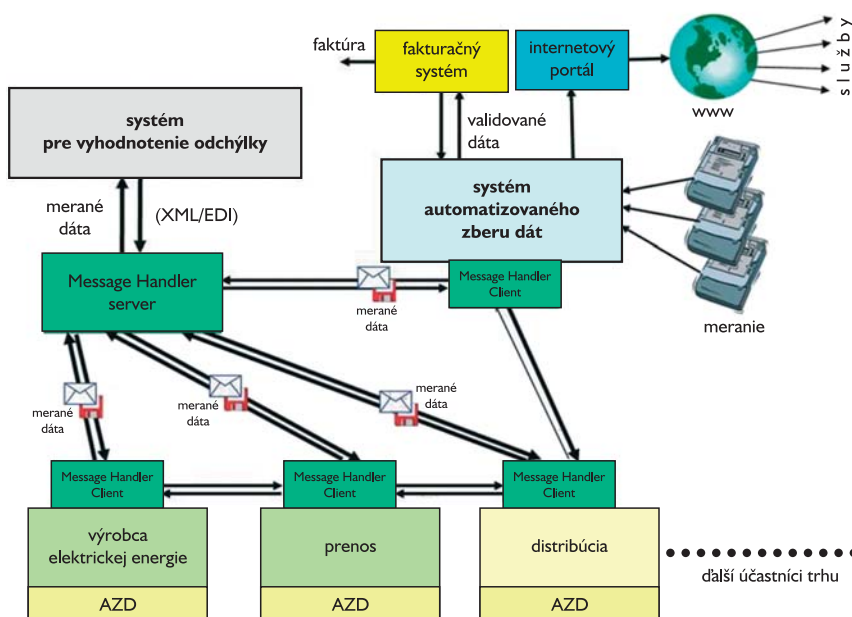 faktúra
fakturačný
systém
internetový
portál
služby
www
systém
pre vyhodnotenie odchýlky
validované
dáta
merané
dáta
(XML/EDI)
systém
automatizovaného
zberu dát
Message Handler
server
Message Handler
Client
merané
dáta
meranie
merané
dáta
merané
dáta
merané
dáta
Message Handler
Client
Message Handler
Client
Message Handler
Client
výrobca
elektrickej energie
prenos
distribúcia
ďalší účastníci trhu
AZD
AZD
AZD